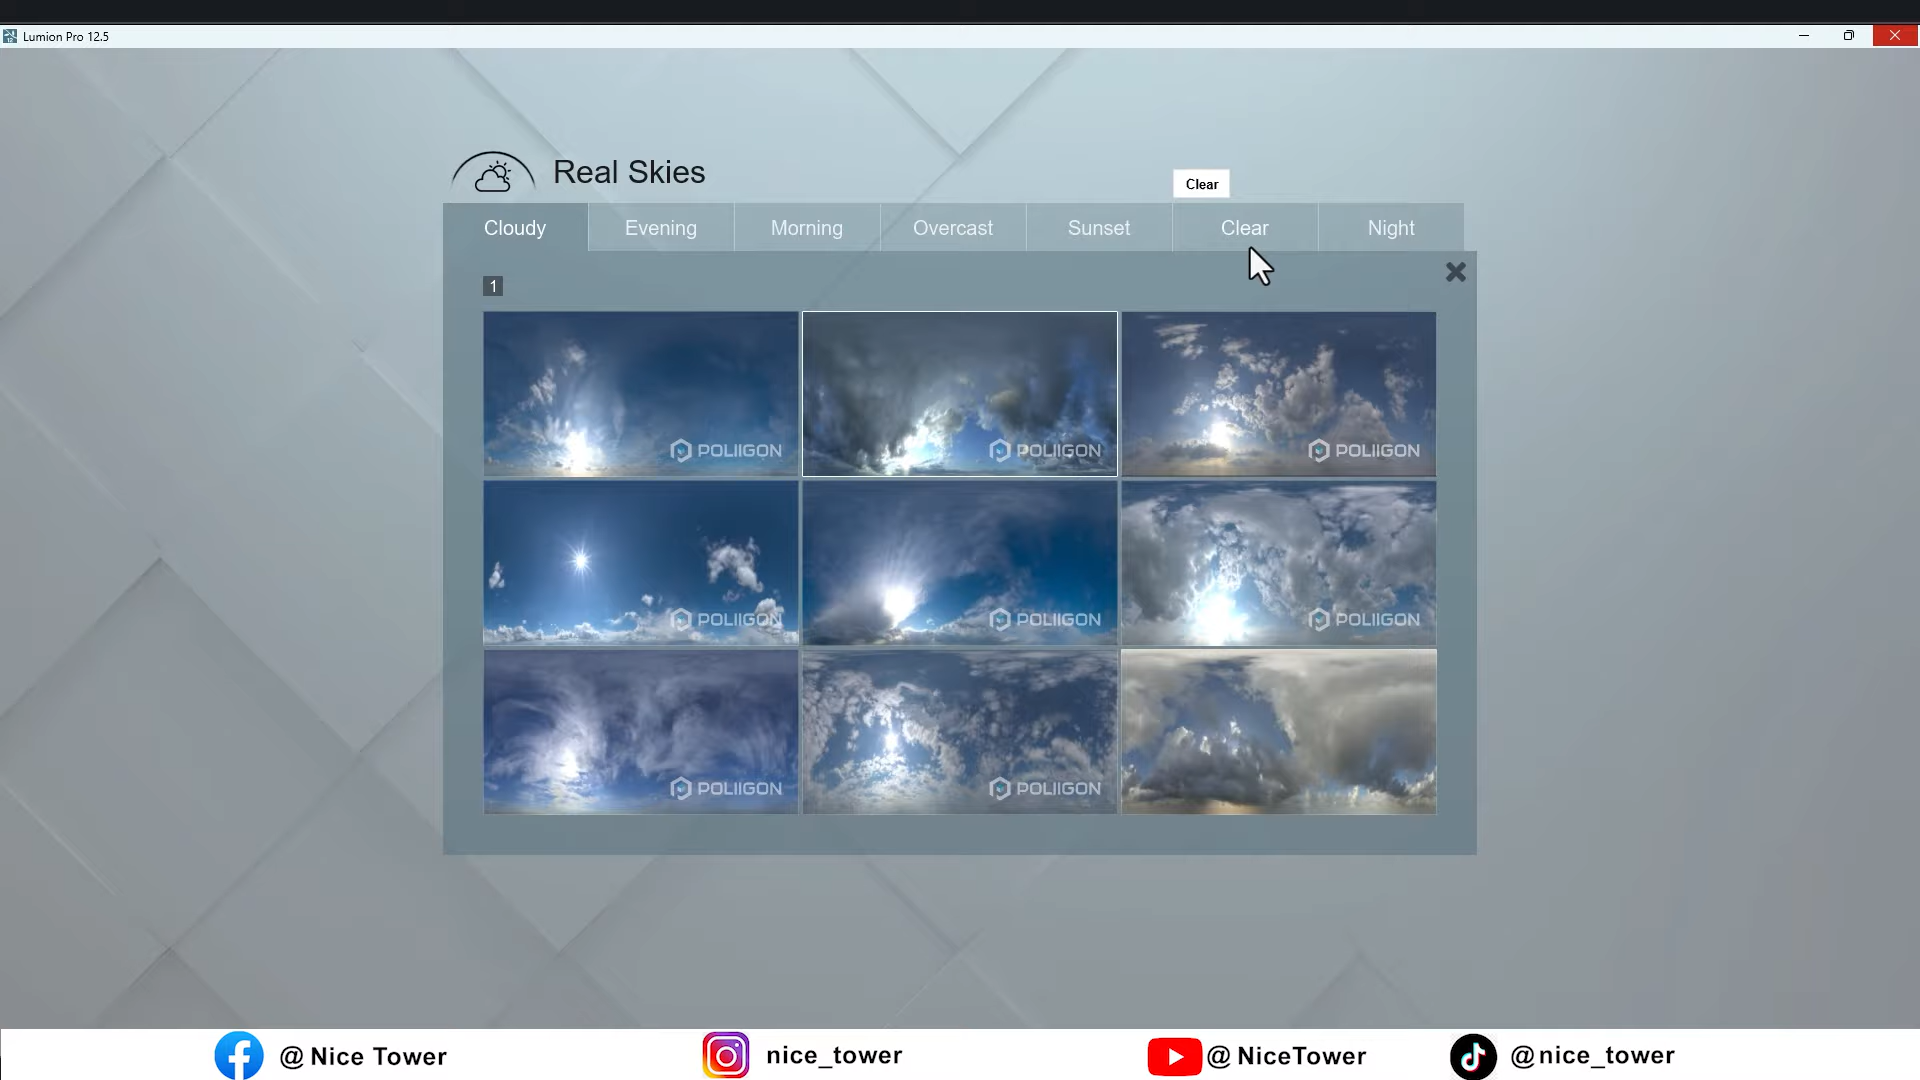 Lumion Pro 12.5
Real Skies
Clear
Cloudy Evening Morning Overcast Sunset Clear Night
1
POLIIGON POLIIGON POLIIGON
POLIIGON POLIIGON POLIIGON
POLIIGON POLIIGON
@ Nice Tower nice_tower @ NiceTower @nice_tower